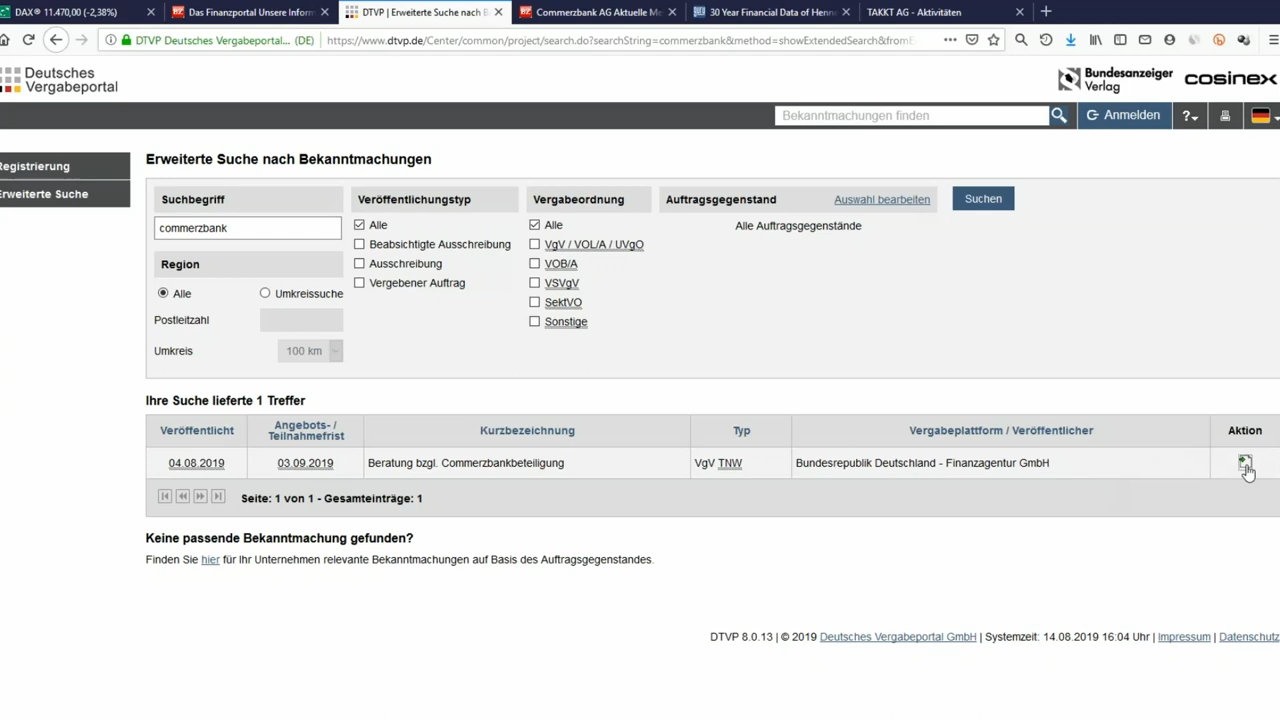 DAX® 11.470,00 (-2,38%)
Das Finanzportal Unsere Inform
DTVP | Erweiterte Suche nach B
Commerzbank AG Aktuelle Me
30 Year Financial Data of Henne
TAKKT AG - Aktivitäten
DTVP Deutsches Vergabeportal... (DE)
https://www.dtvp.de/Center/common/project/search.do?searchString=commerzbank&method=showExtendedSearch&fromE
Deutsches
Vergabeportal
Bundesanzeiger
Verlag
cosinex
Bekanntmachungen finden
Anmelden
?
Registrierung
Erweiterte Suche
Erweiterte Suche nach Bekanntmachungen
Suchbegriff
Veröffentlichungstyp
Vergabeordnung
Auftragsgegenstand
Auswahl bearbeiten
Suchen
commerzbank
Alle
Alle
Alle Auftragsgegenstände
Beabsichtigte Ausschreibung
VgV / VOL/A / UVgO
Region
Ausschreibung
VOB/A
Vergebener Auftrag
VSVgV
Alle
Umkreissuche
SektVO
Postleitzahl
Sonstige
Umkreis
100 km
Ihre Suche lieferte 1 Treffer
Veröffentlicht
Angebots- /
Teilnahmefrist
Kurzbezeichnung
Typ
Vergabeplattform / Veröffentlicher
Aktion
04.08.2019
03.09.2019
Beratung bzgl. Commerzbankbeteiligung
VgV TNW
Bundesrepublik Deutschland - Finanzagentur GmbH
Seite: 1 von 1 - Gesamteinträge: 1
Keine passende Bekanntmachung gefunden?
Finden Sie hier für Ihr Unternehmen relevante Bekanntmachungen auf Basis des Auftragsgegenstandes.
DTVP 8.0.13 | © 2019 Deutsches Vergabeportal GmbH | Systemzeit: 14.08.2019 16:04 Uhr | Impressum | Datenschutz